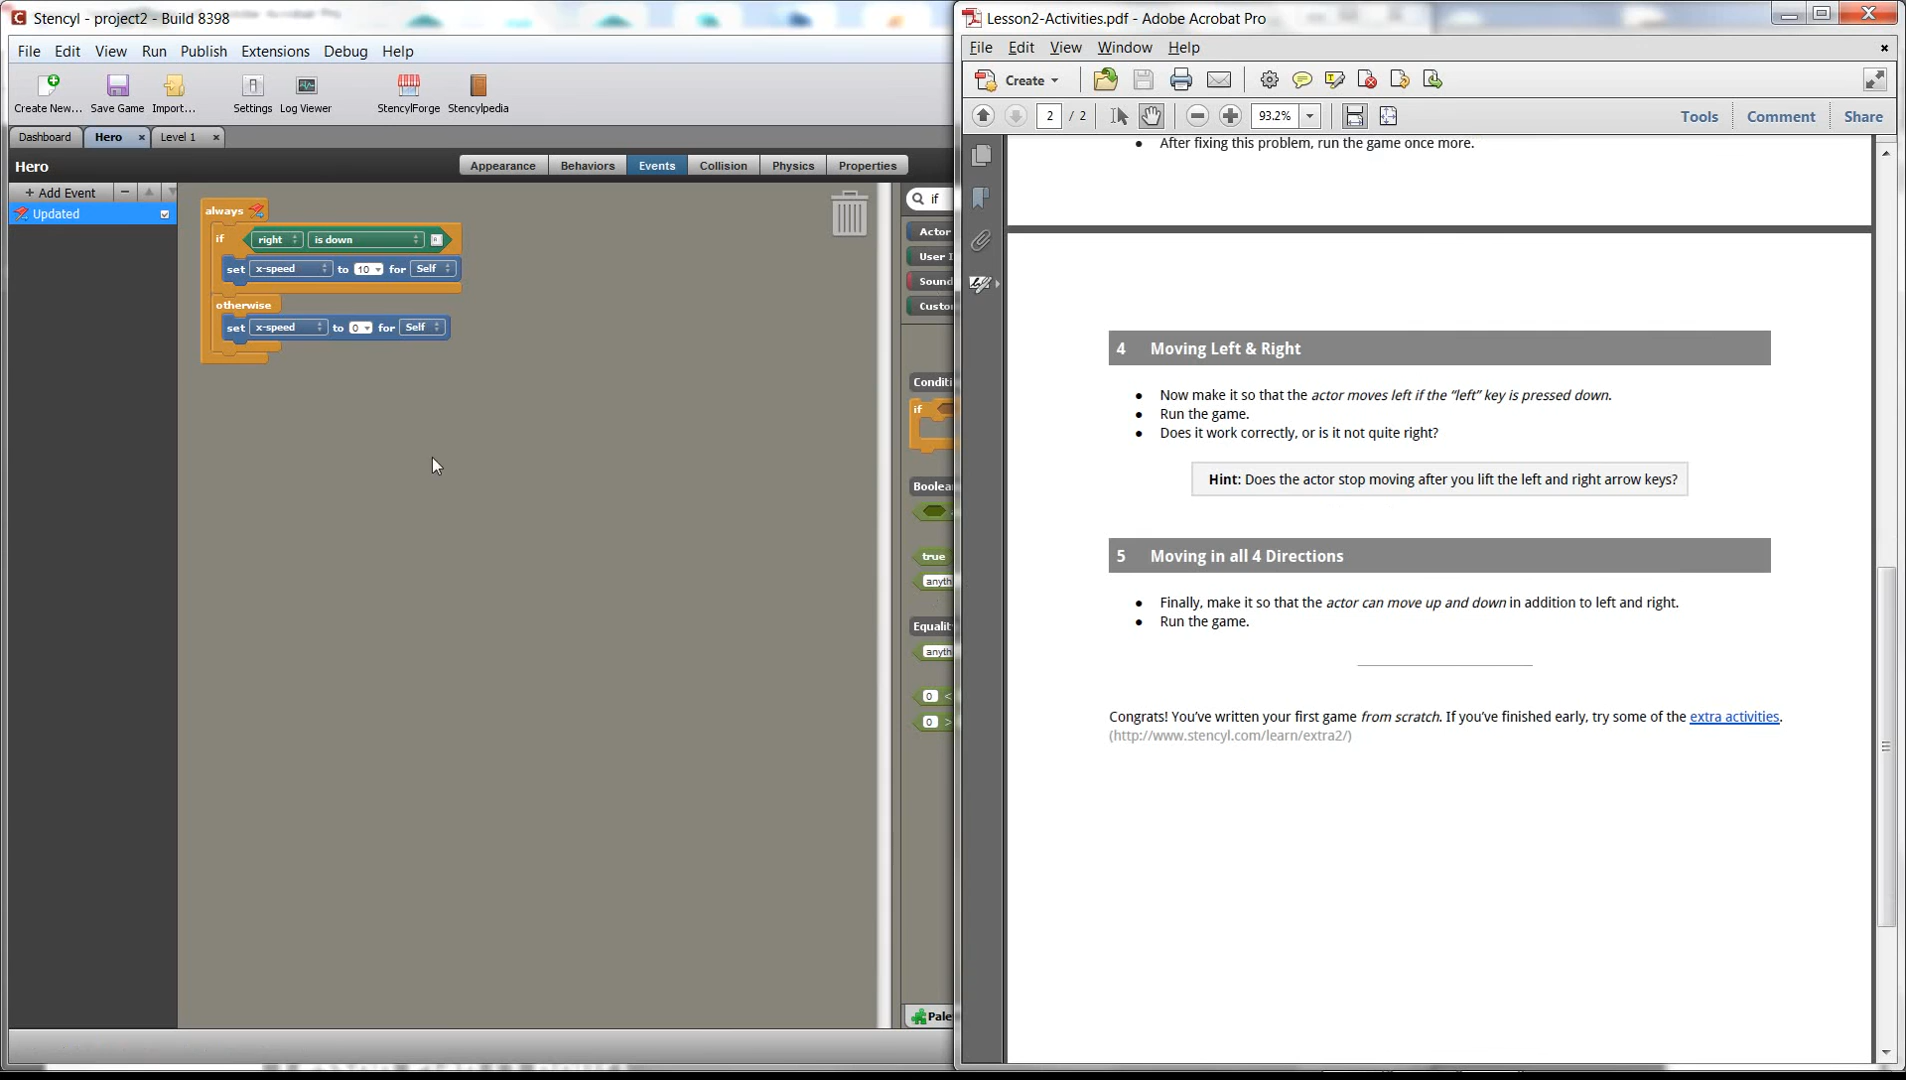 Stencyl - project2 - Build 8398
File Edit View Run Publish Extensions Debug Help
Create New... Save Game Import... Settings Log Viewer StencylForge Stencylpedia
Dashboard Hero Level 1
Hero
Appearance Behaviors Events Collision Physics Properties
+ Add Event
Updated
always
if right is down
set x-speed to 10 for Self
otherwise
set x-speed to 0 for Self
if
Actor
User I
Sound
Custo
Conditi
if
Boolea
true
anyth
Equalit
anyth
0 <
0 >
Pale
Lesson2-Activities.pdf - Adobe Acrobat Pro
File Edit View Window Help
Create
2 / 2 93.2% Tools Comment Share
• After fixing this problem, run the game once more.
4 Moving Left & Right
• Now make it so that the actor moves left if the “left” key is pressed down.
• Run the game.
• Does it work correctly, or is it not quite right?
Hint: Does the actor stop moving after you lift the left and right arrow keys?
5 Moving in all 4 Directions
• Finally, make it so that the actor can move up and down in addition to left and right.
• Run the game.
Congrats! You’ve written your first game from scratch. If you’ve finished early, try some of the extra activities.
(http://www.stencyl.com/learn/extra2/)